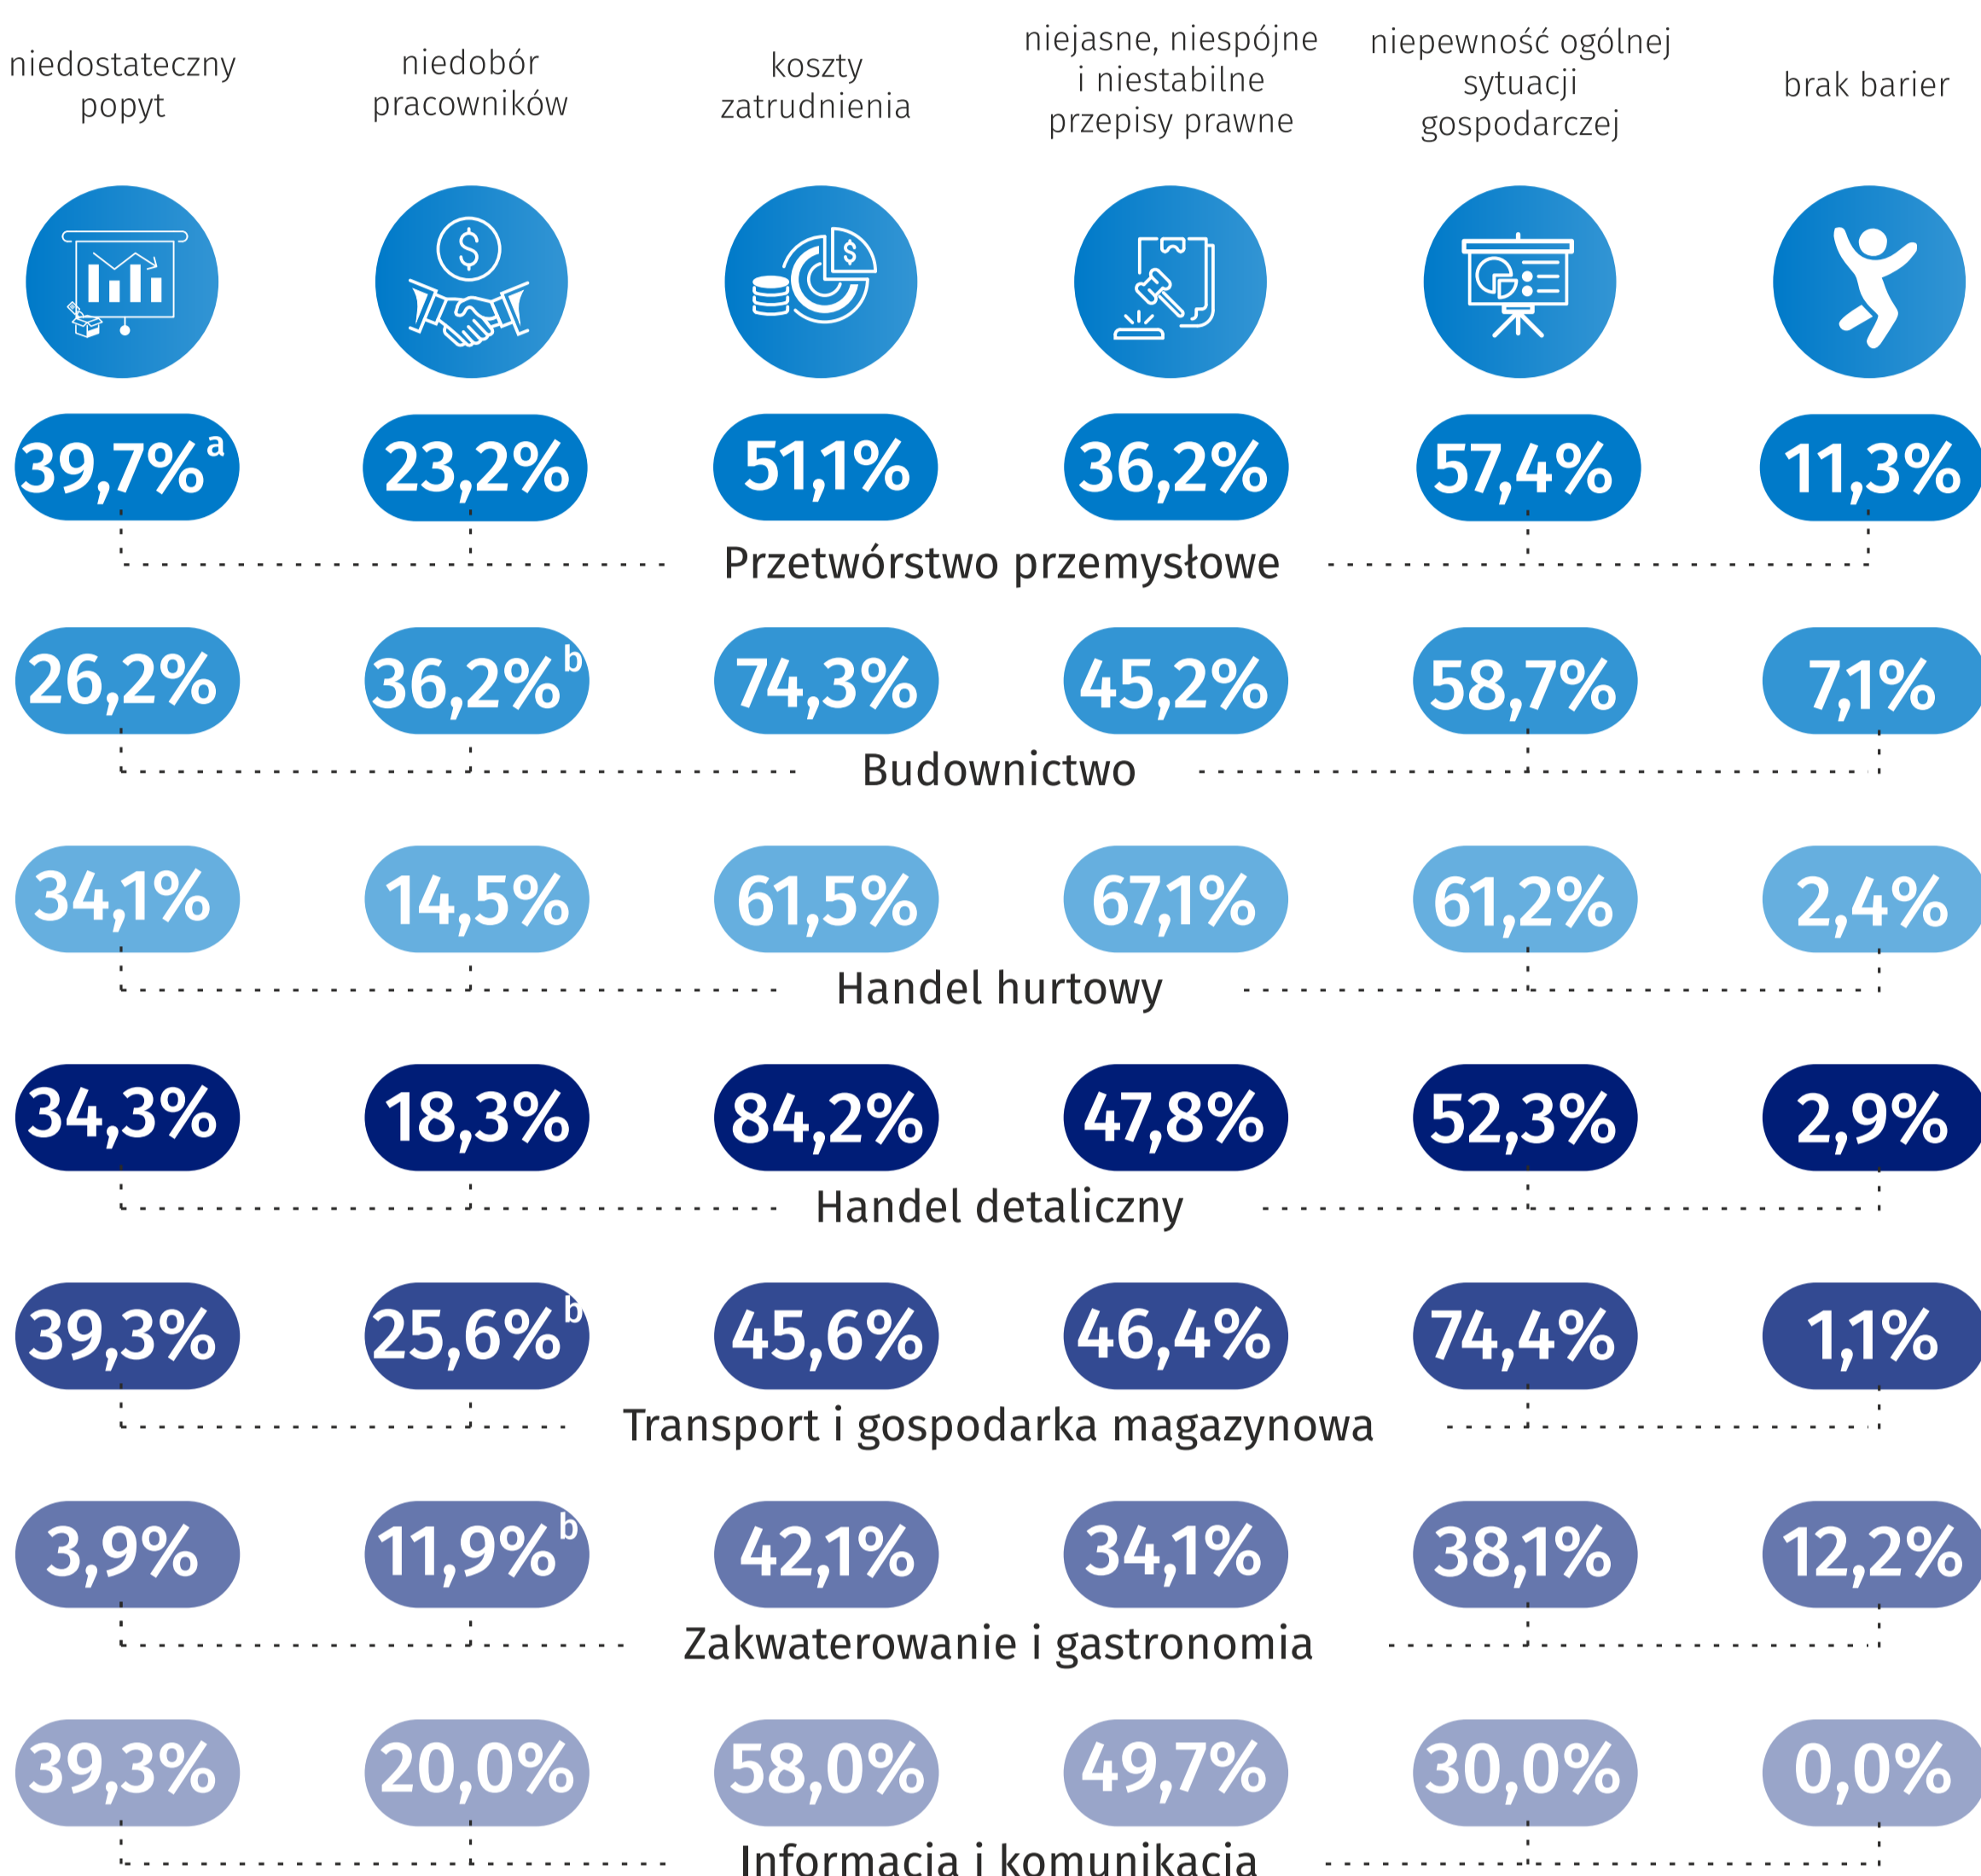 niedostateczny
popyt
niedobór
pracowników
koszty
zatrudnienia
niejasne, niespójne
i niestabilne
przepisy prawne
niepewność ogólnej
sytuacji
gospodarczej
brak barier
39,7%a 23,2% 51,1% 36,2% 57,4% 11,3%
Przetwórstwo przemysłowe
26,2% 36,2%b 74,3% 45,2% 58,7% 7,1%
Budownictwo
34,1% 14,5% 61,5% 67,1% 61,2% 2,4%
Handel hurtowy
34,3% 18,3% 84,2% 47,8% 52,3% 2,9%
Handel detaliczny
39,3% 25,6%b 45,6% 46,4% 74,4% 1,1%
Transport i gospodarka magazynowa
3,9% 11,9%b 42,1% 34,1% 38,1% 12,2%
Zakwaterowanie i gastronomia
39,3% 20,0% 58,0% 49,7% 30,0% 0,0%
Informacja i komunikacja